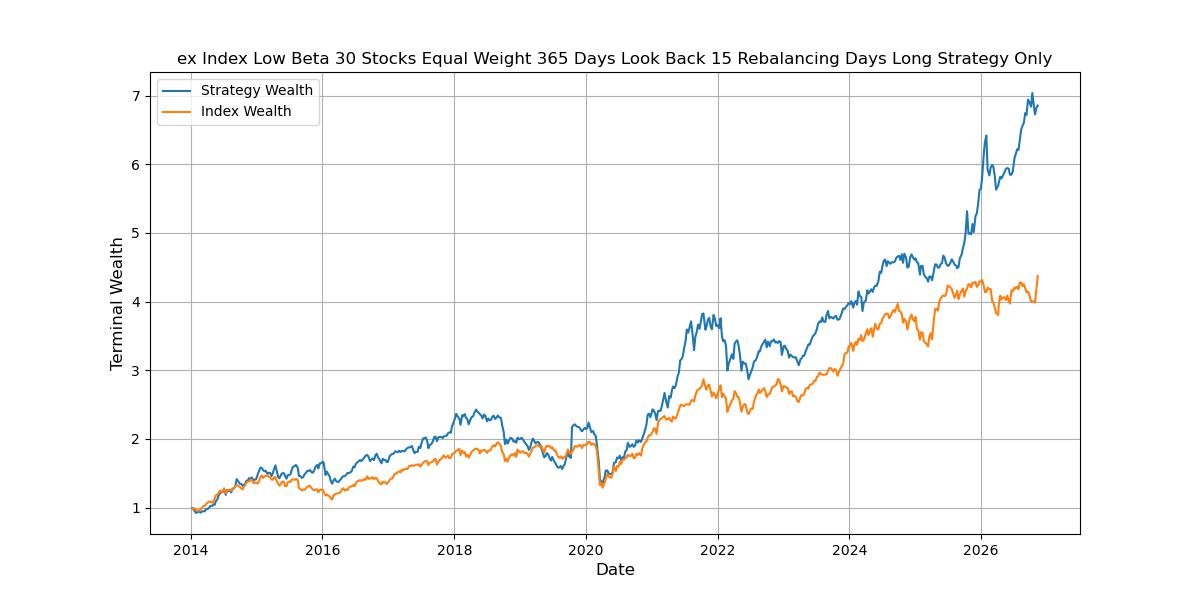 ex Index Low Beta 30 Stocks Equal Weight 365 Days Look Back 15 Rebalancing Days Long Strategy Only
Strategy Wealth
Index Wealth
Terminal Wealth
7
6
5
4
3
2
1
2014 2016 2018 2020 2022 2024 2026
Date